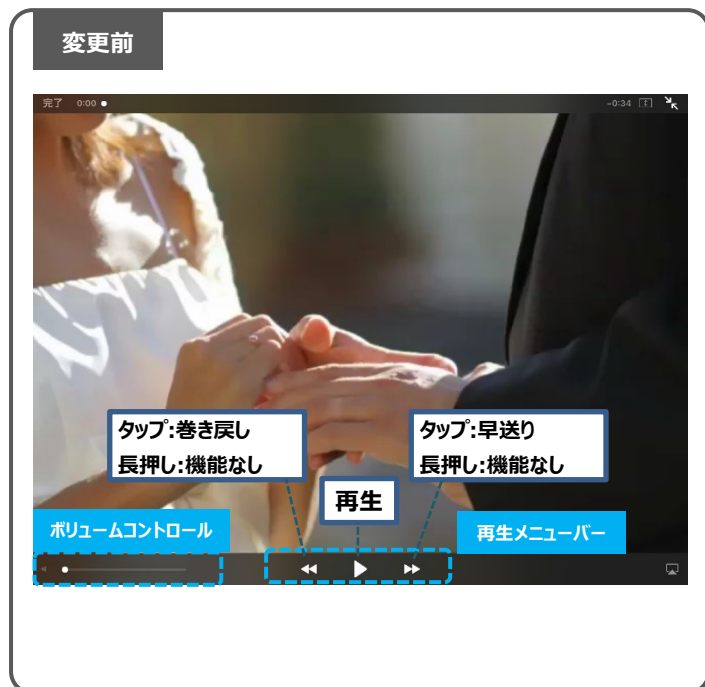 変更前
完了 0:00
-0:34
タップ:巻き戻し
長押し:機能なし
タップ:早送り
長押し:機能なし
再生
ボリュームコントロール
再生メニューバー